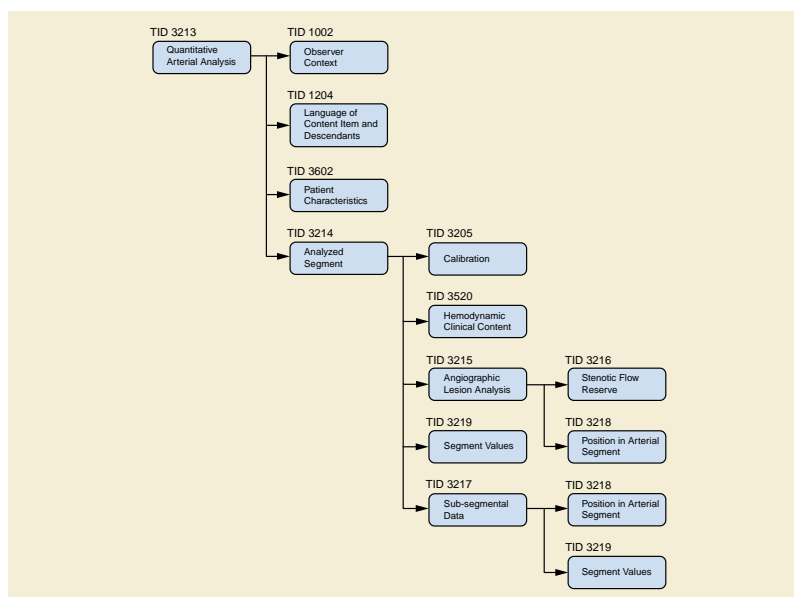 TID 3213
Quantitative
Arterial Analysis
TID 1002
Observer
Context
TID 1204
Language of
Content Item and
Descendants
TID 3602
Patient
Characteristics
TID 3214
Analyzed
Segment
TID 3205
Calibration
TID 3520
Hemodynamic
Clinical Content
TID 3215
Angiographic
Lesion Analysis
TID 3216
Stenotic Flow
Reserve
TID 3218
Position in Arterial
Segment
TID 3219
Segment Values
TID 3217
Sub-segmental
Data
TID 3218
Position in Arterial
Segment
TID 3219
Segment Values